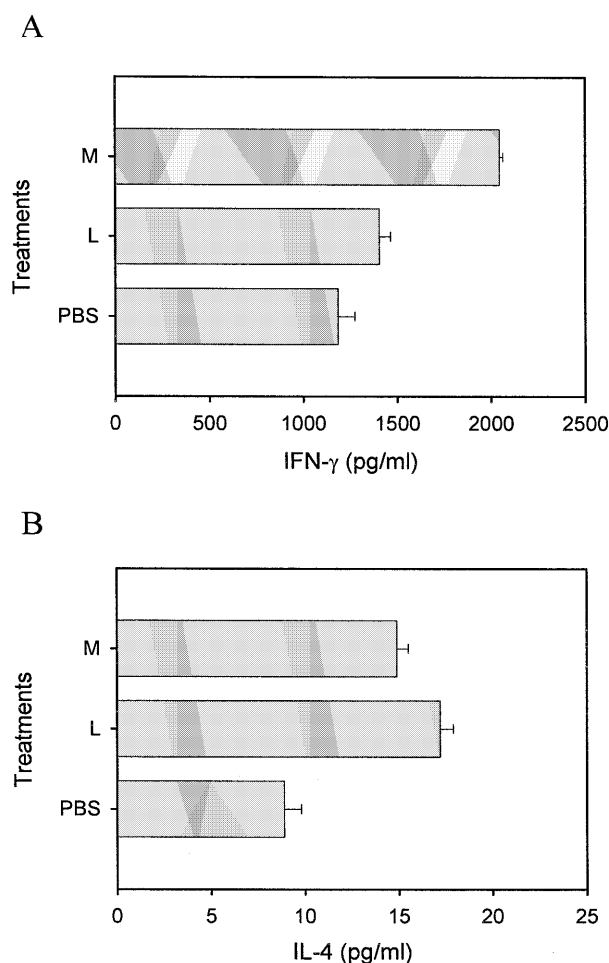 A
Treatments
M
L
PBS
0 500 1000 1500 2000 2500
IFN-γ (pg/ml)
B
Treatments
M
L
PBS
0 5 10 15 20 25
IL-4 (pg/ml)